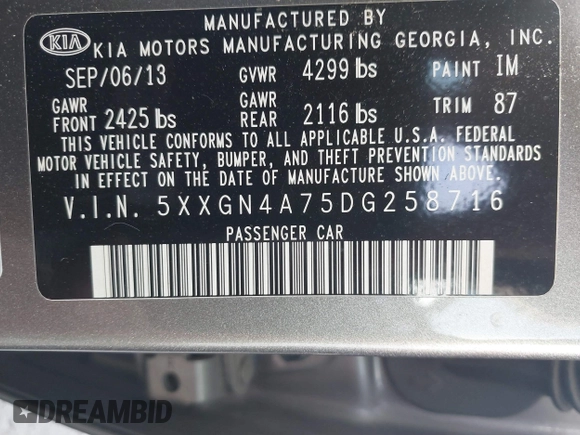 MANUFACTURED BY
KIA KIA MOTORS MANUFACTURING GEORGIA, INC.
SEP/06/13 GVWR 4299 lbs PAINT IM
GAWR FRONT 2425 lbs GAWR REAR 2116 lbs TRIM 87
THIS VEHICLE CONFORMS TO ALL APPLICABLE U.S.A. FEDERAL
MOTOR VEHICLE SAFETY, BUMPER, AND THEFT PREVENTION STANDARDS
IN EFFECT ON THE DATE OF MANUFACTURE SHOWN ABOVE.
V.I.N. 5XXGN4A75DG258716
PASSENGER CAR
DREAMBID